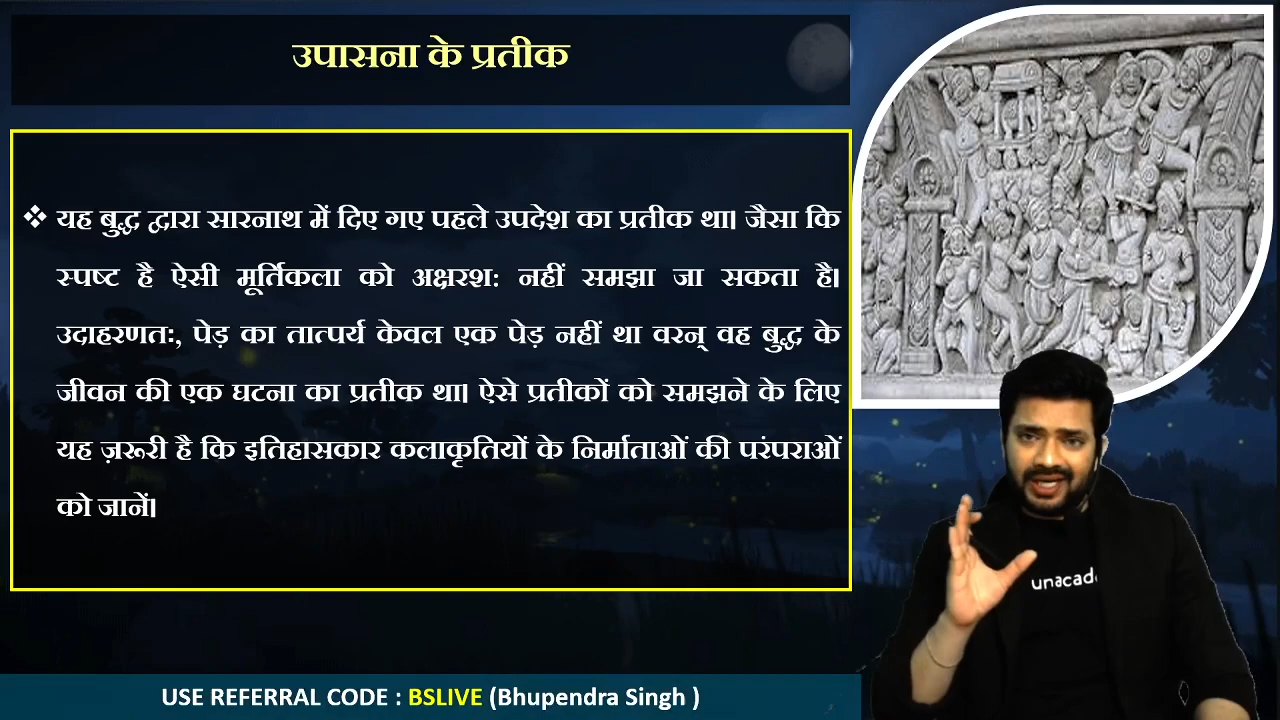 उपासना के प्रतीक
❖ यह बुद्ध द्वारा सारनाथ में दिए गए पहले उपदेश का प्रतीक था। जैसा कि
स्पष्ट है ऐसी मूर्तिकला को अक्षरश: नहीं समझा जा सकता है।
उदाहरणत:, पेड़ का तात्पर्य केवल एक पेड़ नहीं था वरन् वह बुद्ध के
जीवन की एक घटना का प्रतीक था। ऐसे प्रतीकों को समझने के लिए
यह ज़रूरी है कि इतिहासकार कलाकृतियों के निर्माताओं की परंपराओं
को जानें।
unacad
USE REFERRAL CODE : BSLIVE (Bhupendra Singh )